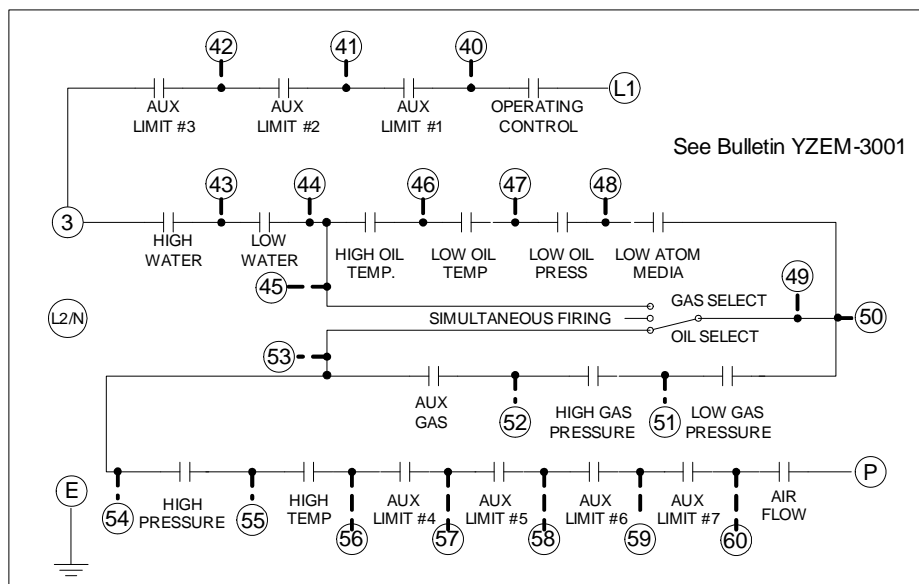 42
41
40
L1
AUX
LIMIT #3
AUX
LIMIT #2
AUX
LIMIT #1
OPERATING
CONTROL
See Bulletin YZEM-3001
43
44
46
47
48
3
HIGH
WATER
LOW
WATER
HIGH OIL
TEMP.
LOW OIL
TEMP
LOW OIL
PRESS
LOW ATOM
MEDIA
45
49
GAS SELECT
L2/N
SIMULTANEOUS FIRING
50
OIL SELECT
53
AUX
GAS
52
HIGH GAS
PRESSURE
51
LOW GAS
PRESSURE
E
P
54
HIGH
PRESSURE
55
HIGH
TEMP
56
AUX
LIMIT #4
57
AUX
LIMIT #5
58
AUX
LIMIT #6
59
AUX
LIMIT #7
60
AIR
FLOW